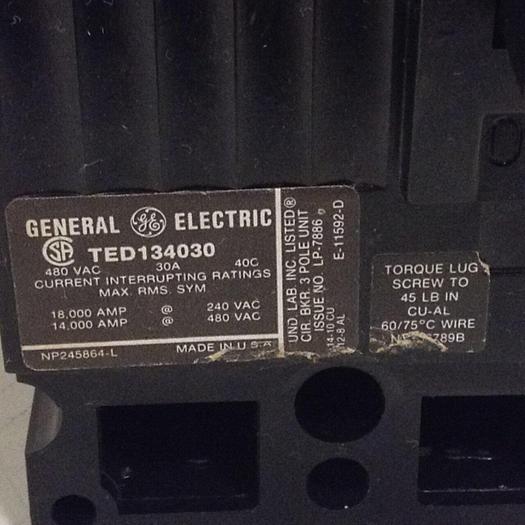 GENERAL GE ELECTRIC
SA TED134030
480 VAC 30A 40C
CURRENT INTERRUPTING RATINGS
MAX. RMS. SYM
18,000 AMP @ 240 VAC
14,000 AMP @ 480 VAC
NP245864-L MADE IN U.S.A
UND. LAB. INC. LISTED®
CIR. BKR. 3 POLE UNIT
ISSUE NO. LP-7886
E-11592-D
14-10 CU
12-8 AL
TORQUE LUG
SCREW TO
45 LB IN
CU-AL
60/75°C WIRE
789B
O